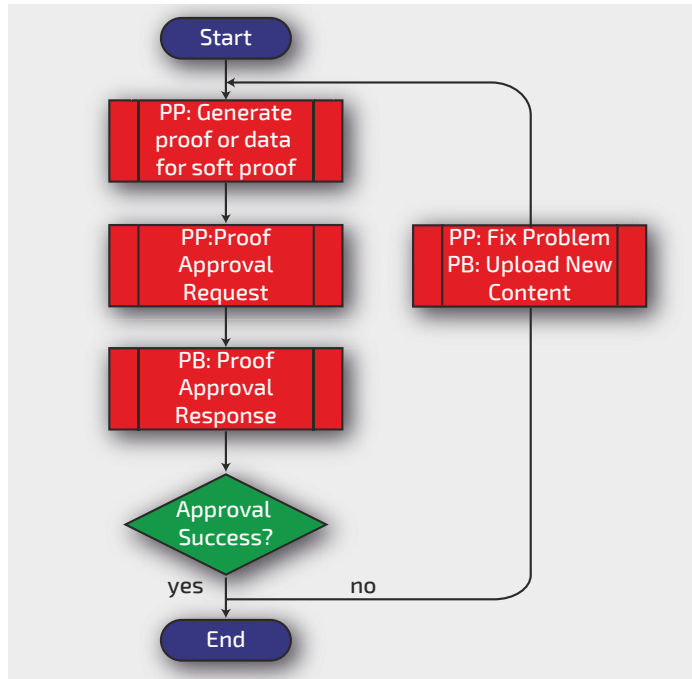 Start
PP: Generate
proof or data
for soft proof
PP:Proof
Approval
Request
PP: Fix Problem
PB: Upload New
Content
PB: Proof
Approval
Response
Approval
Success?
yes
no
End